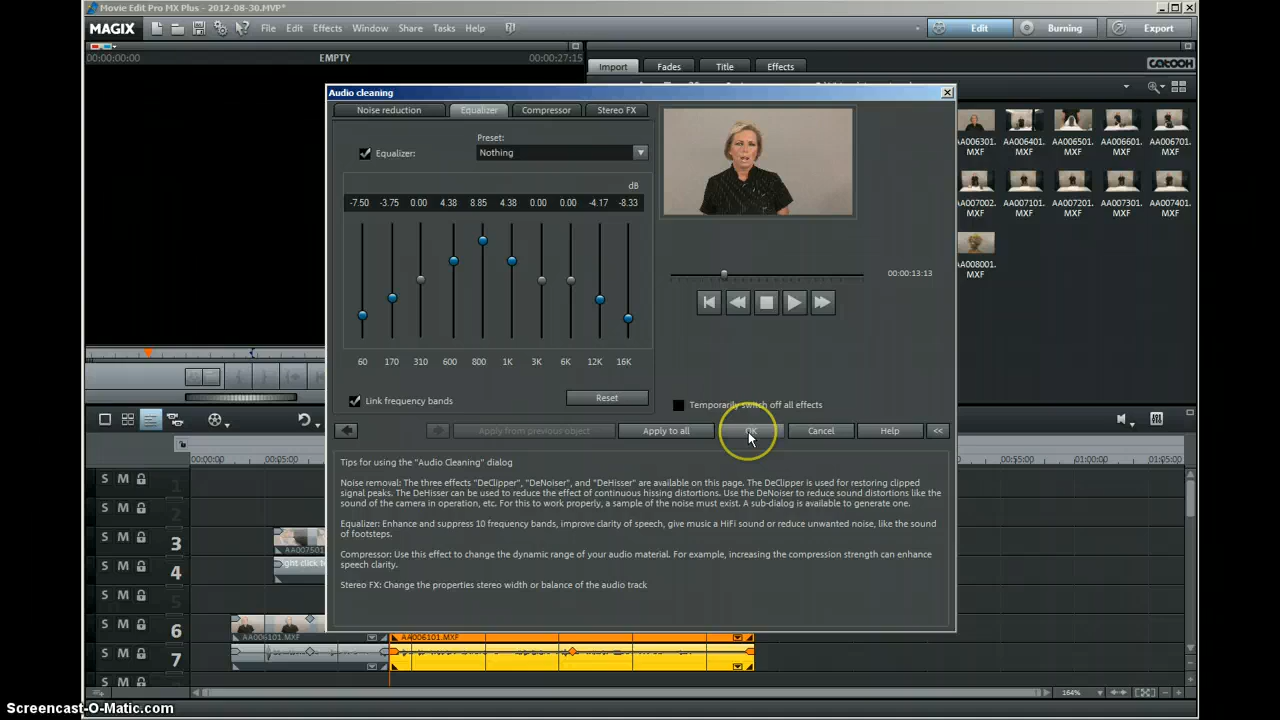 Movie Edit Pro MX Plus - 2012-08-30.MVP*
MAGIX
File Edit Effects Window Share Tasks Help
Edit Burning Export
00:00:00:00 EMPTY 00:00:27:15
Import Fades Title Effects
CATOOH
Audio cleaning
Noise reduction Equalizer Compressor Stereo FX
Equalizer:
Preset:
Nothing
dB
-7.50 -3.75 0.00 4.38 8.85 4.38 0.00 0.00 -4.17 -8.33
60 170 310 600 800 1K 3K 6K 12K 16K
Link frequency bands
Reset
00:00:13:13
Temporarily switch off all effects
Apply from previous object Apply to all OK Cancel Help <<
AA006301.MXF AA006401.MXF AA006501.MXF AA006601.MXF AA006701.MXF
AA007002.MXF AA007101.MXF AA007201.MXF AA007301.MXF AA007401.MXF
AA008001.MXF
Tips for using the "Audio Cleaning" dialog
Noise removal: The three effects "DeClipper", "DeNoiser", and "DeHisser" are available on this page. The DeClipper is used for restoring clipped
signal peaks. The DeHisser can be used to reduce the effect of continuous hissing distortions. Use the DeNoiser to reduce sound distortions like the
sound of the camera in operation, etc. For this to work properly, a sample of the noise must exist. A sub-dialog is available to generate one.
Equalizer: Enhance and suppress 10 frequency bands, improve clarity of speech, give music a HiFi sound or reduce unwanted noise, like the sound
of footsteps.
Compressor: Use this effect to change the dynamic range of your audio material. For example, increasing the compression strength can enhance
speech clarity.
Stereo FX: Change the properties stereo width or balance of the audio track
00:00:00 00:05:00 00:55:00 01:00:00 01:05:00
S M 1
S M 2
S M 3
AA007501
S M 4
ght click t
S M 5
S M 6
AA006101.MXF AA006101.MXF
S M 7
S M 8
164%
Screencast-O-Matic.com